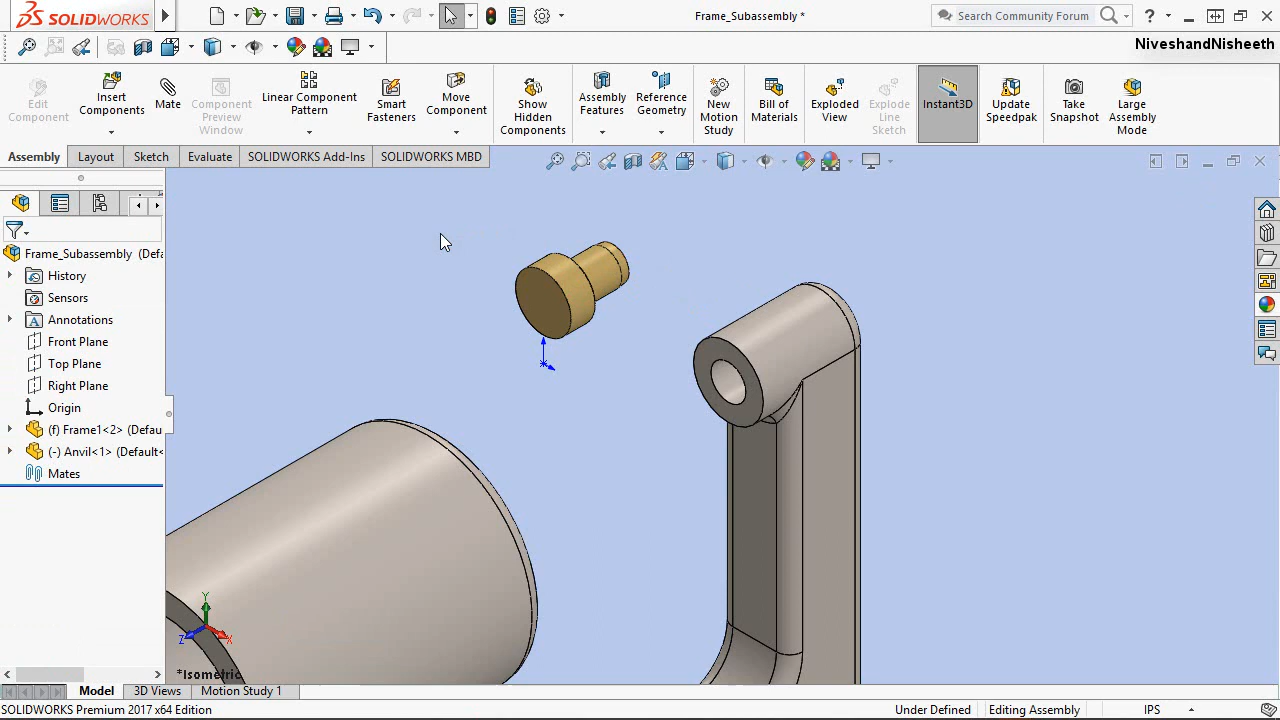 SOLIDWORKS
Frame_Subassembly
Search Community Forum
?
NiveshandNisheeth
Edit Component
Insert Components
Mate
Component Preview Window
Linear Component Pattern
Smart Fasteners
Move Component
Show Hidden Components
Assembly Features
Reference Geometry
New Motion Study
Bill of Materials
Exploded View
Explode Line Sketch
Instant3D
Update Speedpak
Take Snapshot
Large Assembly Mode
Assembly Layout Sketch Evaluate SOLIDWORKS Add-Ins SOLIDWORKS MBD
Frame_Subassembly (Defa
History
Sensors
A Annotations
Front Plane
Top Plane
Right Plane
Origin
(f) Frame1<2> (Defau
(-) Anvil<1> (Default<
Mates
Y
Z X
*Isometric
Model 3D Views Motion Study 1
SOLIDWORKS Premium 2017 x64 Edition Under Defined Editing Assembly IPS